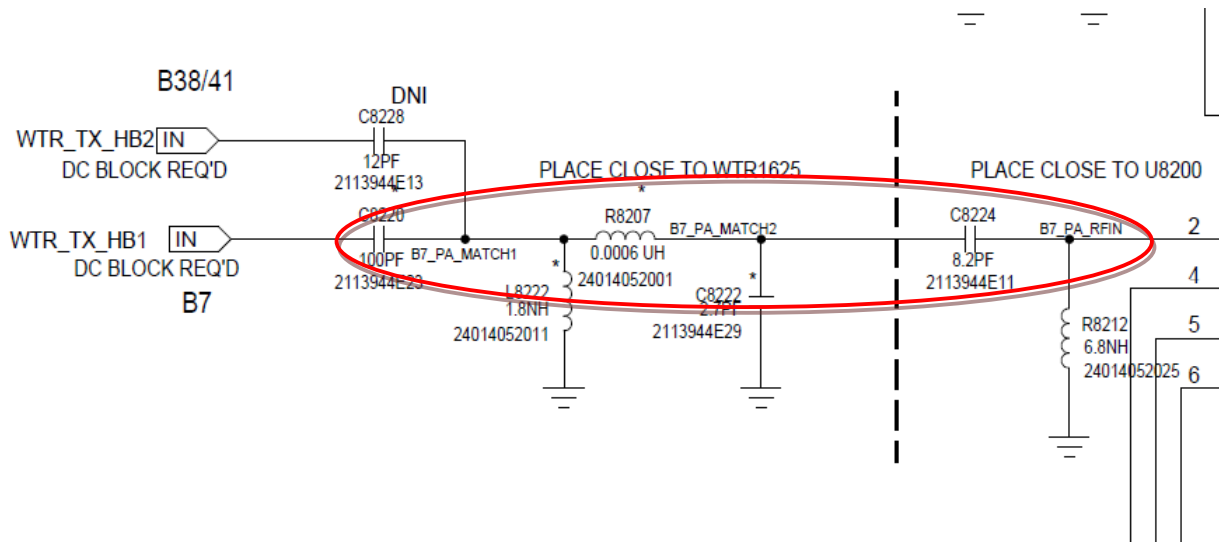 B38/41
DNI
C8228
WTR_TX_HB2 IN
12PF
DC BLOCK REQ'D
2113944E13
*
PLACE CLOSE TO WTR1625
*
PLACE CLOSE TO U8200
C8220
R8207
C8224
WTR_TX_HB1 IN
B7_PA_MATCH1
B7_PA_MATCH2
B7_PA_RFIN
2
DC BLOCK REQ'D
100PF
0.0006 UH
8.2PF
B7
2113944E23
*
24014052001
*
2113944E11
4
L8222
C8222
1.8NH
2.7PF
24014052011
2113944E29
R8212
5
6.8NH
24014052025
6